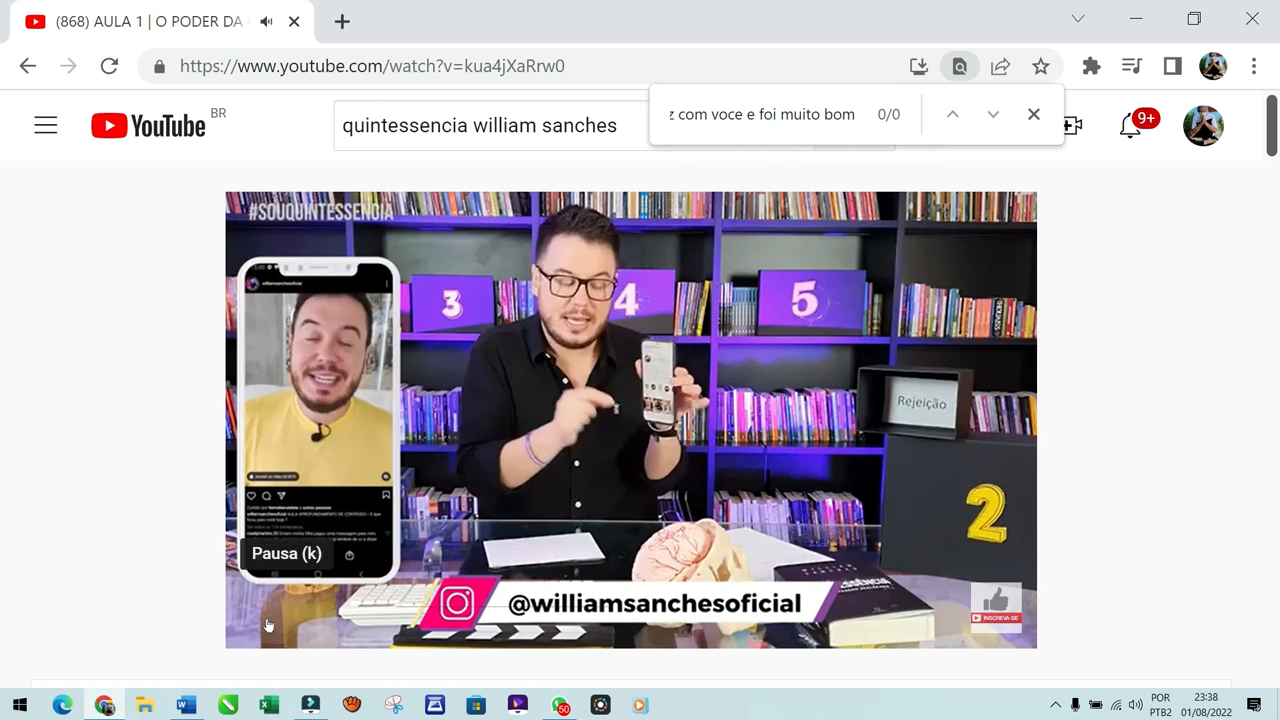 (868) AULA 1 | O PODER DA
https://www.youtube.com/watch?v=kua4jXaRrw0
z com voce e foi muito bom 0/0
YouTube BR
quintessencia william sanches
9+
#SOUQUINTESSENCIA
williamsanchesoficial
3
4
5
Rejeição
2
Pausa (k)
@williamsanchesoficial
INSCREVA-SE
50
POR
PTB2
23:38
01/08/2022